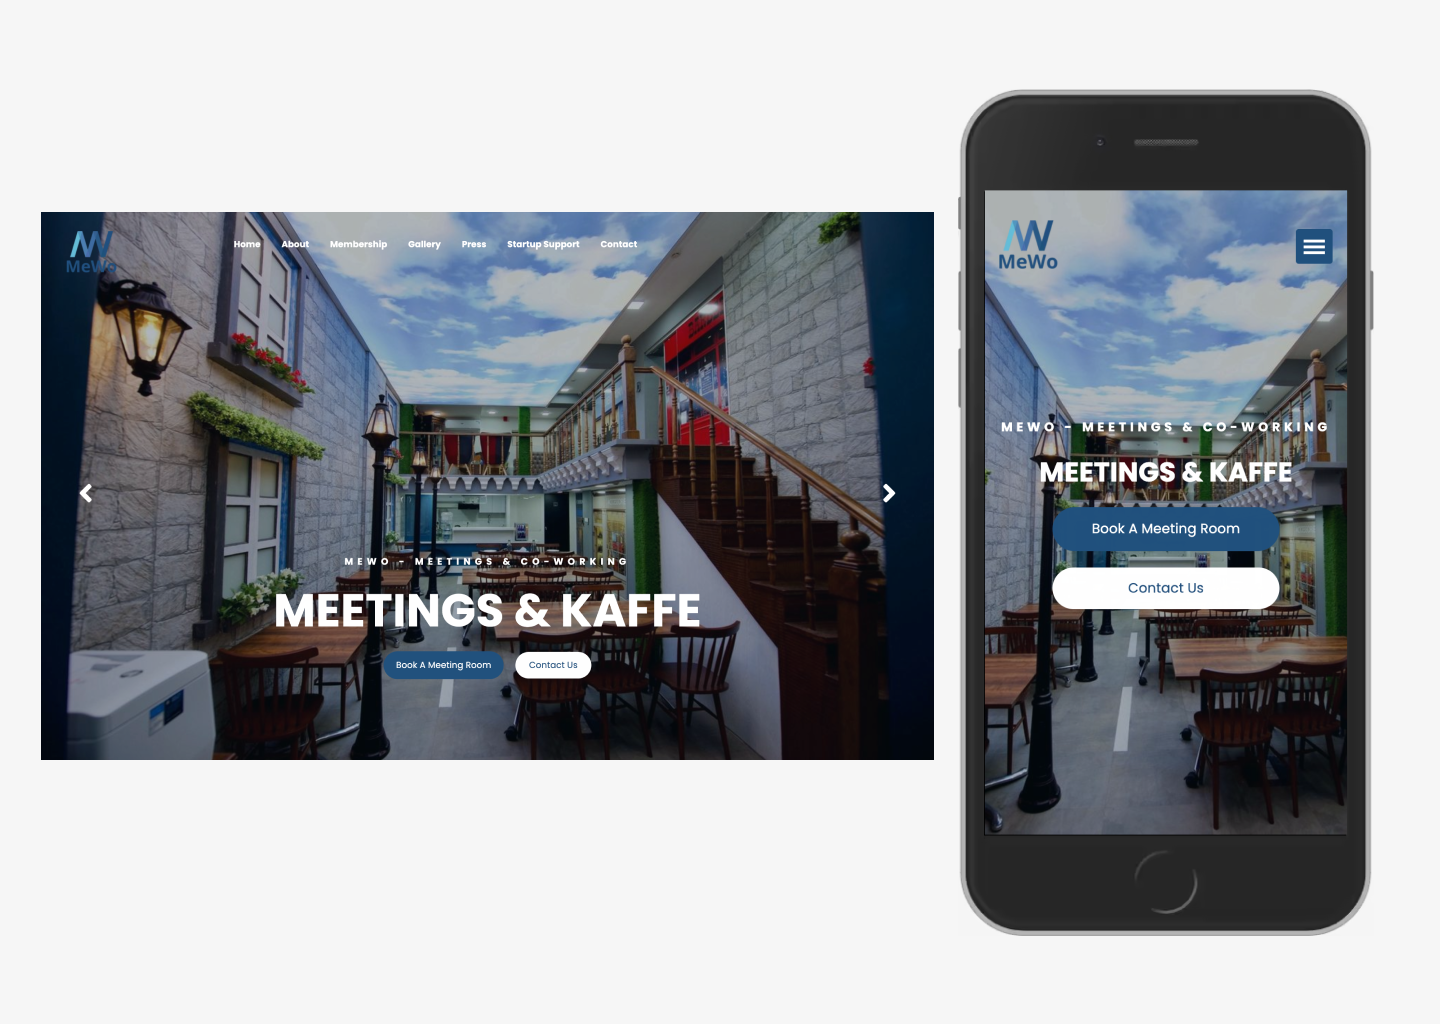 MeWo
Home About Membership Gallery Press Startup Support Contact
MEWO - MEETINGS & CO-WORKING
MEETINGS & KAFFE
Book A Meeting Room Contact Us
MeWo
MEWO - MEETINGS & CO-WORKING
MEETINGS & KAFFE
Book A Meeting Room
Contact Us